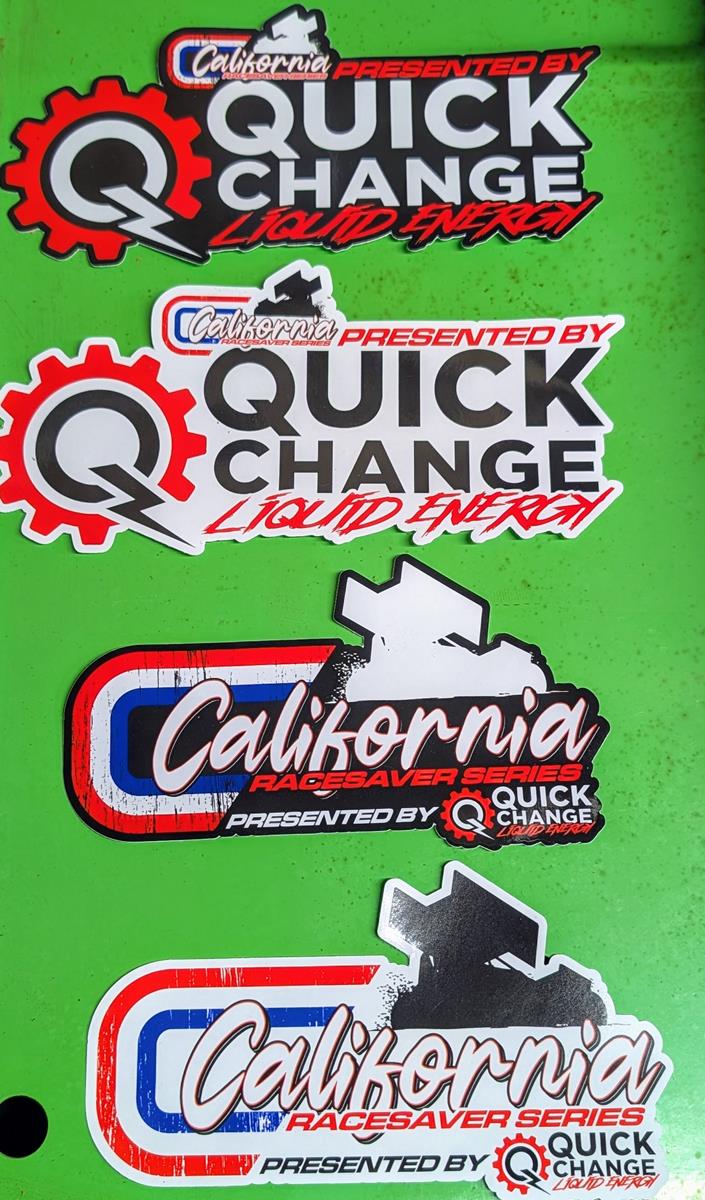 California
RACESAVER SERIES
PRESENTED BY
Q
QUICK
CHANGE
LIQUID ENERGY
California
RACESAVER SERIES
PRESENTED BY
Q
QUICK
CHANGE
LIQUID ENERGY
California
RACESAVER SERIES
PRESENTED BY
Q
QUICK
CHANGE
LIQUID ENERGY
California
RACESAVER SERIES
PRESENTED BY
Q
QUICK
CHANGE
LIQUID ENERGY